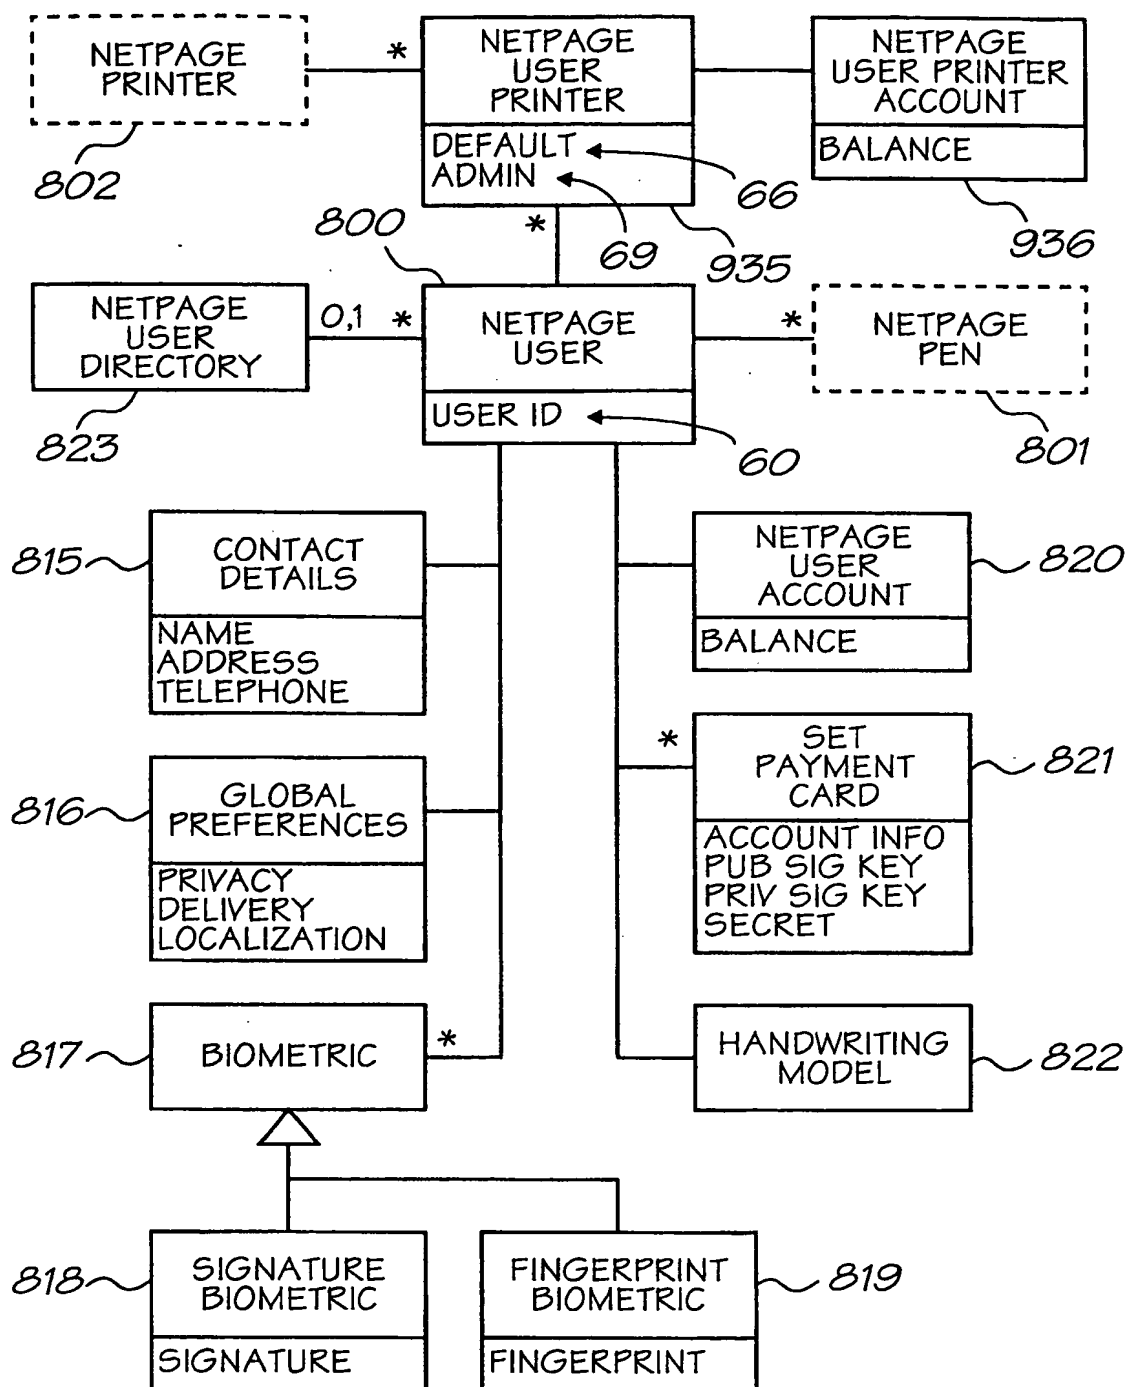 NETPAGE
PRINTER
802
*
NETPAGE
USER
PRINTER
DEFAULT
ADMIN
66
69
935
NETPAGE
USER PRINTER
ACCOUNT
BALANCE
936
*
800
NETPAGE
USER
DIRECTORY
823
0,1 *
NETPAGE
USER
USER ID
60
*
NETPAGE
PEN
801
815
CONTACT
DETAILS
NAME
ADDRESS
TELEPHONE
NETPAGE
USER
ACCOUNT
BALANCE
820
816
GLOBAL
PREFERENCES
PRIVACY
DELIVERY
LOCALIZATION
*
SET
PAYMENT
CARD
ACCOUNT INFO
PUB SIG KEY
PRIV SIG KEY
SECRET
821
817
BIOMETRIC
*
HANDWRITING
MODEL
822
818
SIGNATURE
BIOMETRIC
SIGNATURE
FINGERPRINT
BIOMETRIC
FINGERPRINT
819